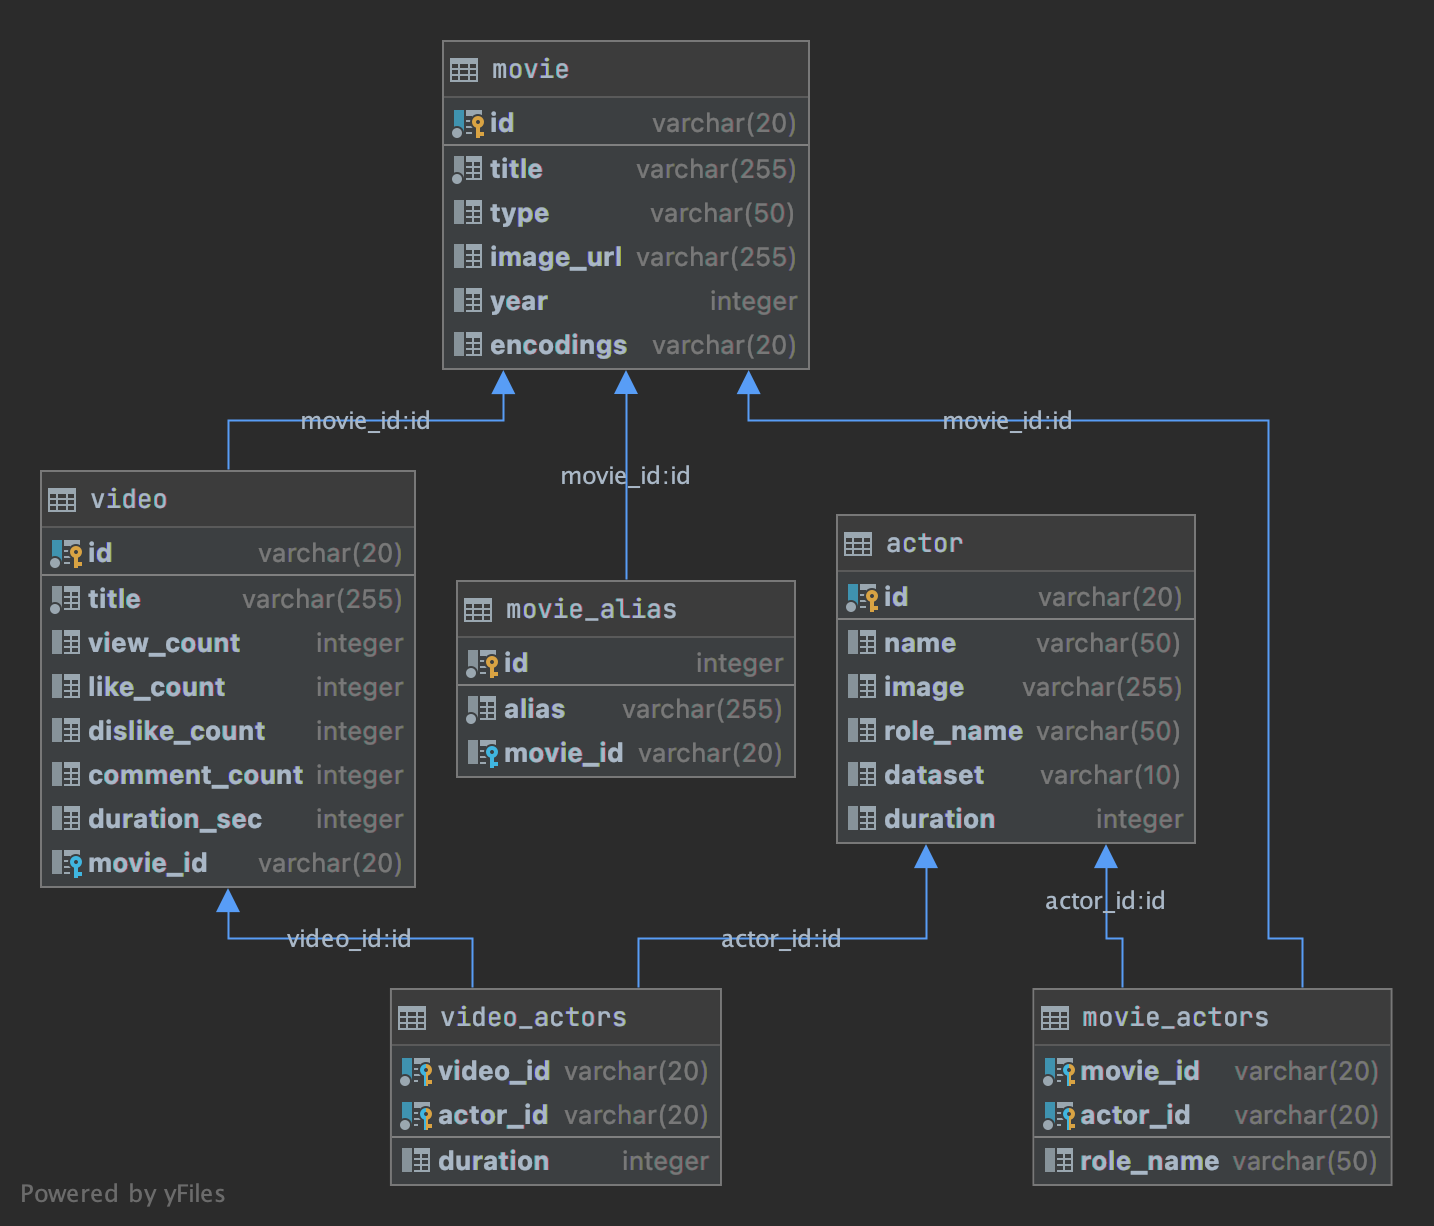 movie
id varchar(20)
title varchar(255)
type varchar(50)
image_url varchar(255)
year integer
encodings varchar(20)
movie_id:id
movie_id:id
movie_id:id
video
id varchar(20)
title varchar(255)
view_count integer
like_count integer
dislike_count integer
comment_count integer
duration_sec integer
movie_id varchar(20)
movie_alias
id integer
alias varchar(255)
movie_id varchar(20)
actor
id varchar(20)
name varchar(50)
image varchar(255)
role_name varchar(50)
dataset varchar(10)
duration integer
video_id:id
actor_id:id
actor_id:id
video_actors
video_id varchar(20)
actor_id varchar(20)
duration integer
movie_actors
movie_id varchar(20)
actor_id varchar(20)
role_name varchar(50)
Powered by yFiles